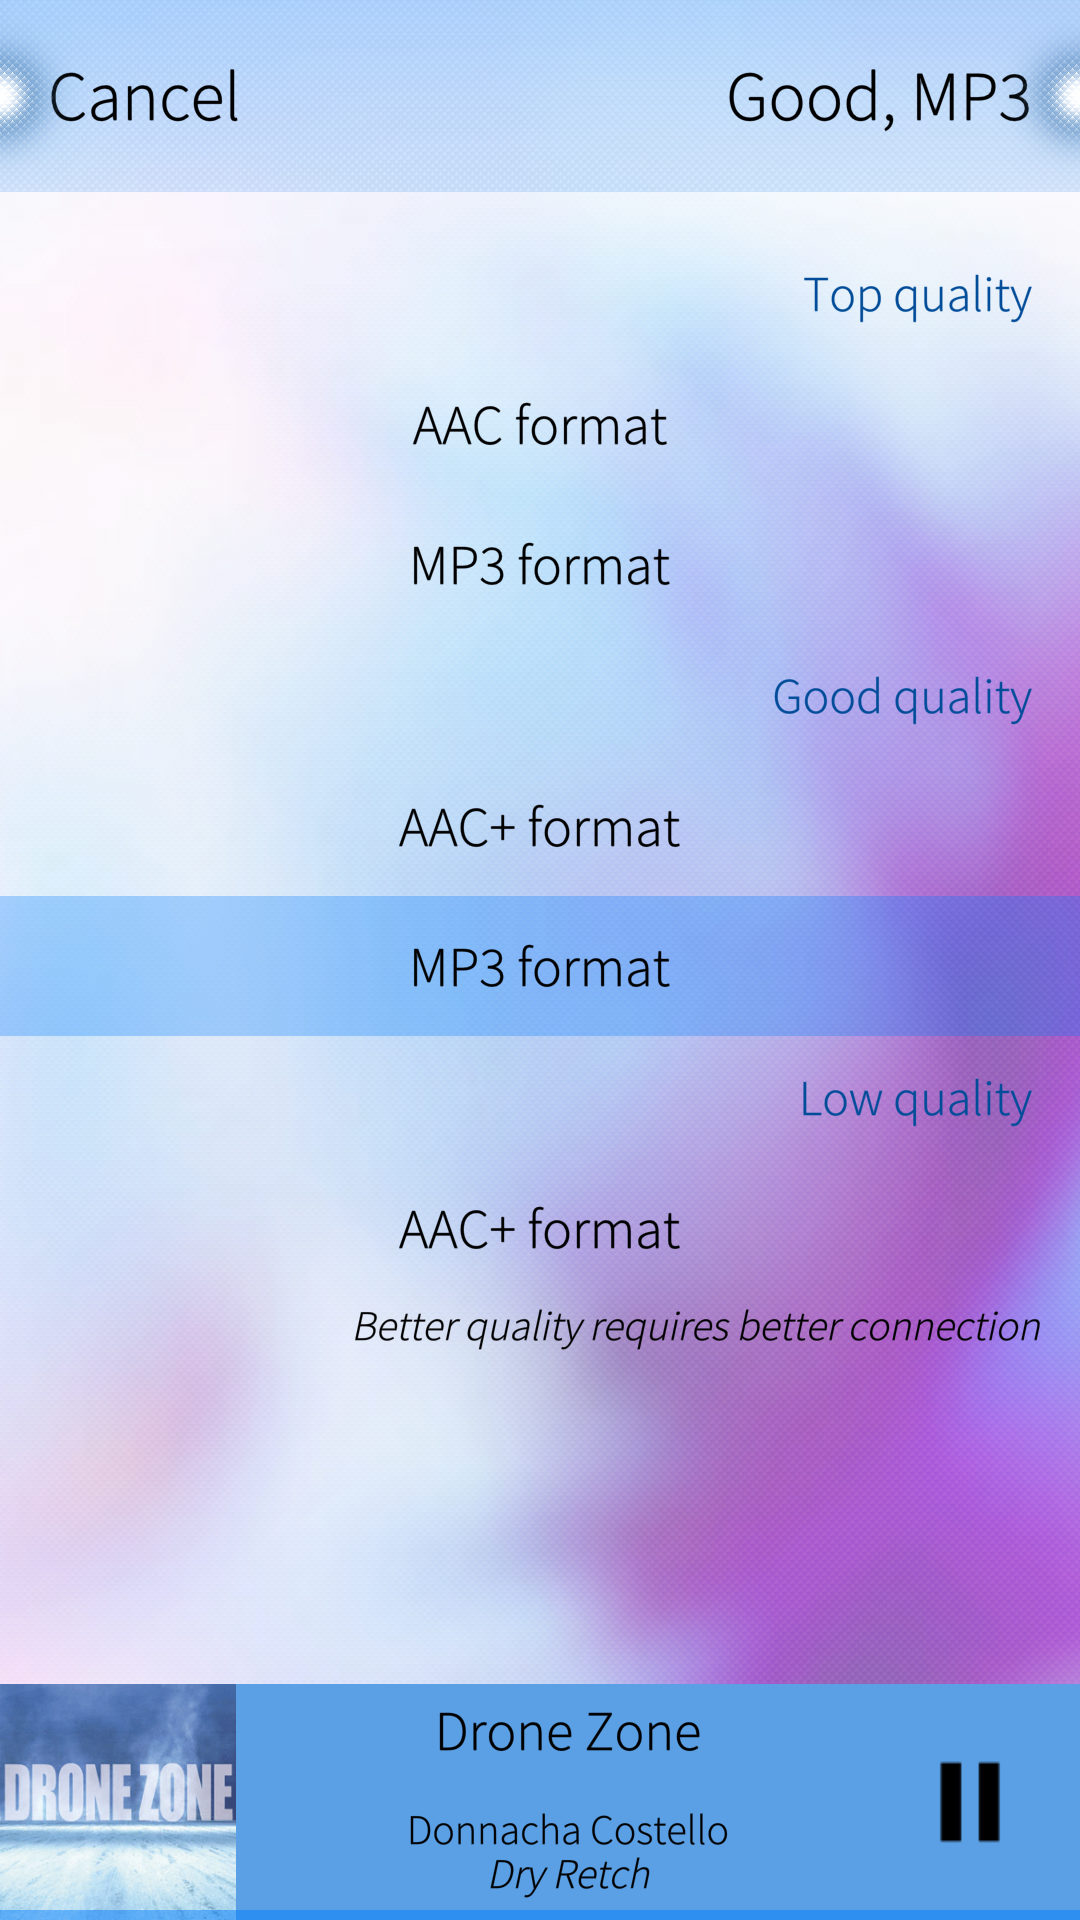 Cancel
Good, MP3
Top quality
AAC format
MP3 format
Good quality
AAC+ format
MP3 format
Low quality
AAC+ format
Better quality requires better connection
DRONE ZONE
Drone Zone
Donnacha Costello
Dry Retch